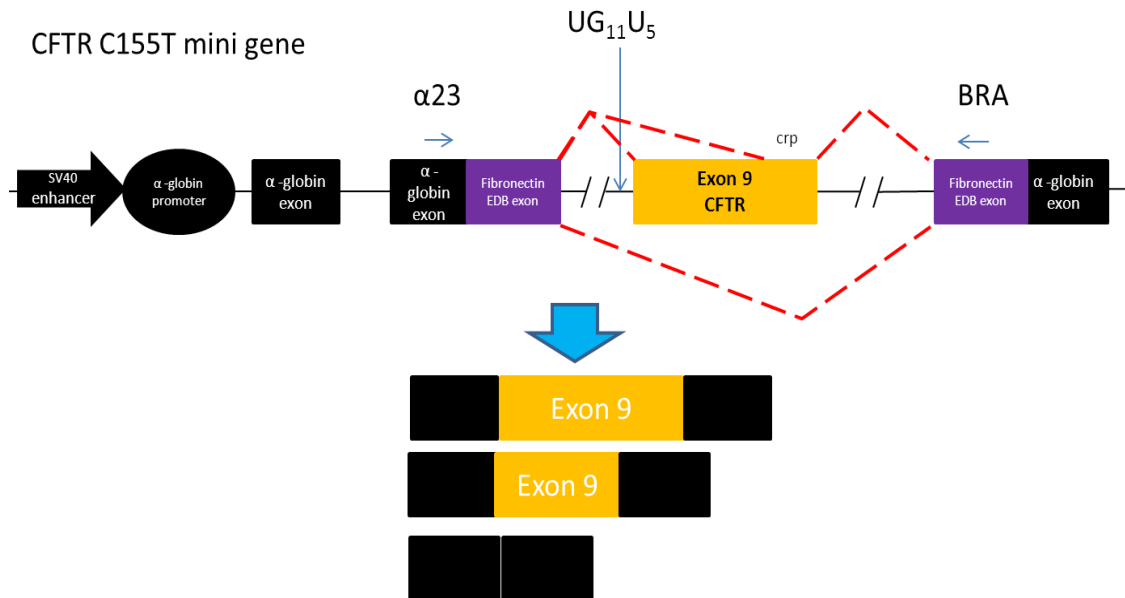 CFTR C155T mini gene
UG₁₁U₅
α23
BRA
crp
SV40
enhancer
α -globin
promoter
α -globin
exon
α -
globin
exon
Fibronectin
EDB exon
Exon 9
CFTR
Fibronectin
EDB exon
α -globin
exon
Exon 9
Exon 9